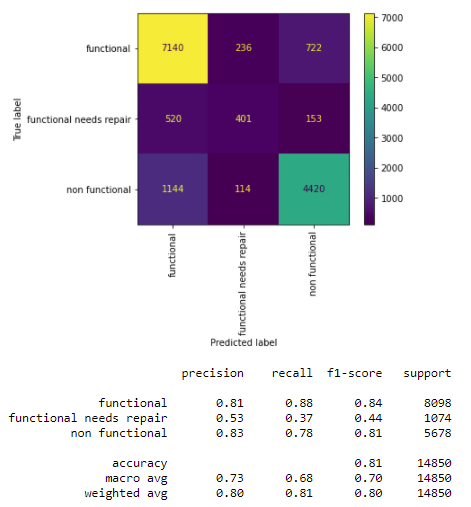 7000
functional 7140 236 722
6000
5000
True label
functional needs repair 520 401 153
4000
3000
non functional 1144 114 4420
2000
1000
functional
functional needs repair
non functional
Predicted label
precision recall f1-score support
functional 0.81 0.88 0.84 8098
functional needs repair 0.53 0.37 0.44 1074
non functional 0.83 0.78 0.81 5678
accuracy 0.81 14850
macro avg 0.73 0.68 0.70 14850
weighted avg 0.80 0.81 0.80 14850